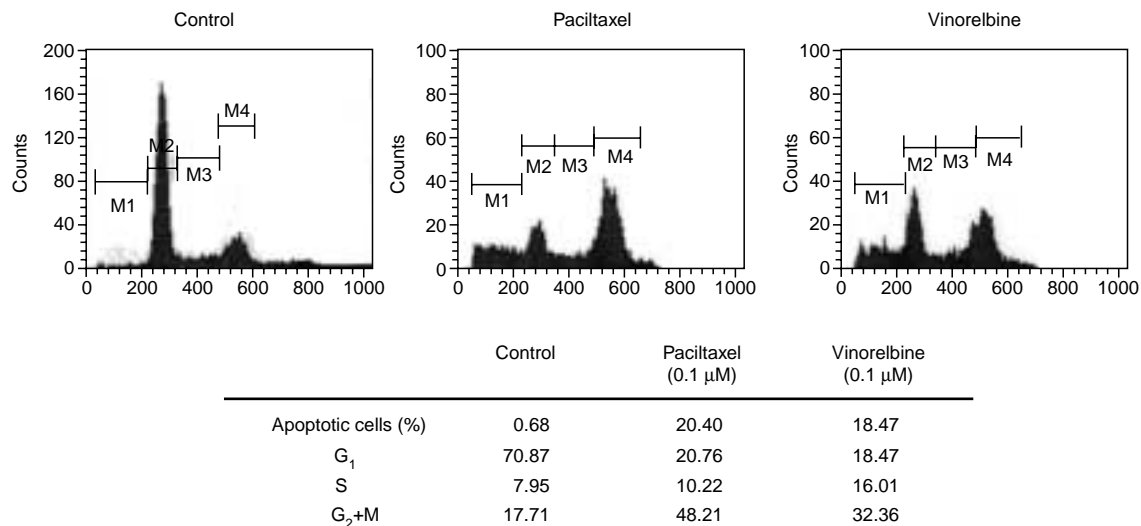 Control
Paciltaxel
Vinorelbine
200
160
120
80
40
0
Counts
M1
M2
M3
M4
0 200 400 600 800 1000
100
80
60
40
20
0
Counts
M1
M2
M3
M4
0 200 400 600 800 1000
100
80
60
40
20
0
Counts
M1
M2
M3
M4
0 200 400 600 800 1000
Control Paciltaxel Vinorelbine
(0.1 μM) (0.1 μM)
Apoptotic cells (%) 0.68 20.40 18.47
G1 70.87 20.76 18.47
S 7.95 10.22 16.01
G2+M 17.71 48.21 32.36